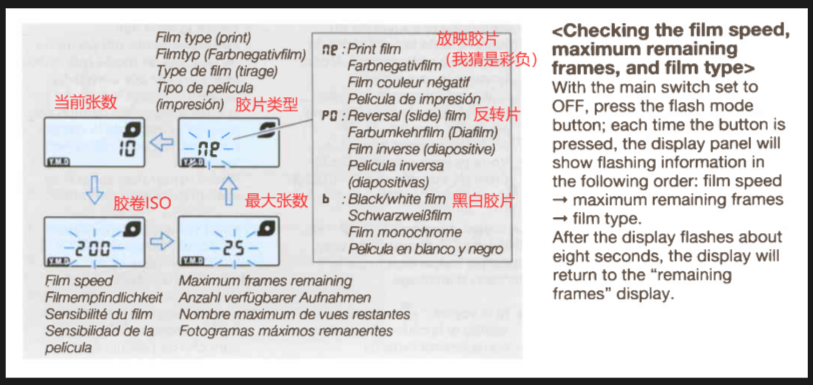 Film type (print)
Filmtyp (Farbnegativfilm)
Type de film (tirage)
Tipo de película
(impresión) 胶片类型
当前张数
10
ne
ne : Print film 放映胶片
Farbnegativfilm (我猜是彩负)
Film couleur négatif
Película de impresión
PO : Reversal (slide) film 反转片
Farbumkehrfilm (Diafilm)
Film inverse (diapositive)
Película inversa
(diapositivas)
b : Black/white film 黑白胶片
Schwarzweißfilm
Film monochrome
Película en blanco y negro
胶卷ISO
最大张数
200
25
Film speed
Filmempfindlichkeit
Sensibilité du film
Sensibilidad de la
película
Maximum frames remaining
Anzahl verfügbarer Aufnahmen
Nombre maximum de vues restantes
Fotogramas máximos remanentes
<Checking the film speed,
maximum remaining
frames, and film type>
With the main switch set to
OFF, press the flash mode
button; each time the button is
pressed, the display panel will
show flashing information in
the following order: film speed
→ maximum remaining frames
→ film type.
After the display flashes about
eight seconds, the display will
return to the “remaining
frames” display.